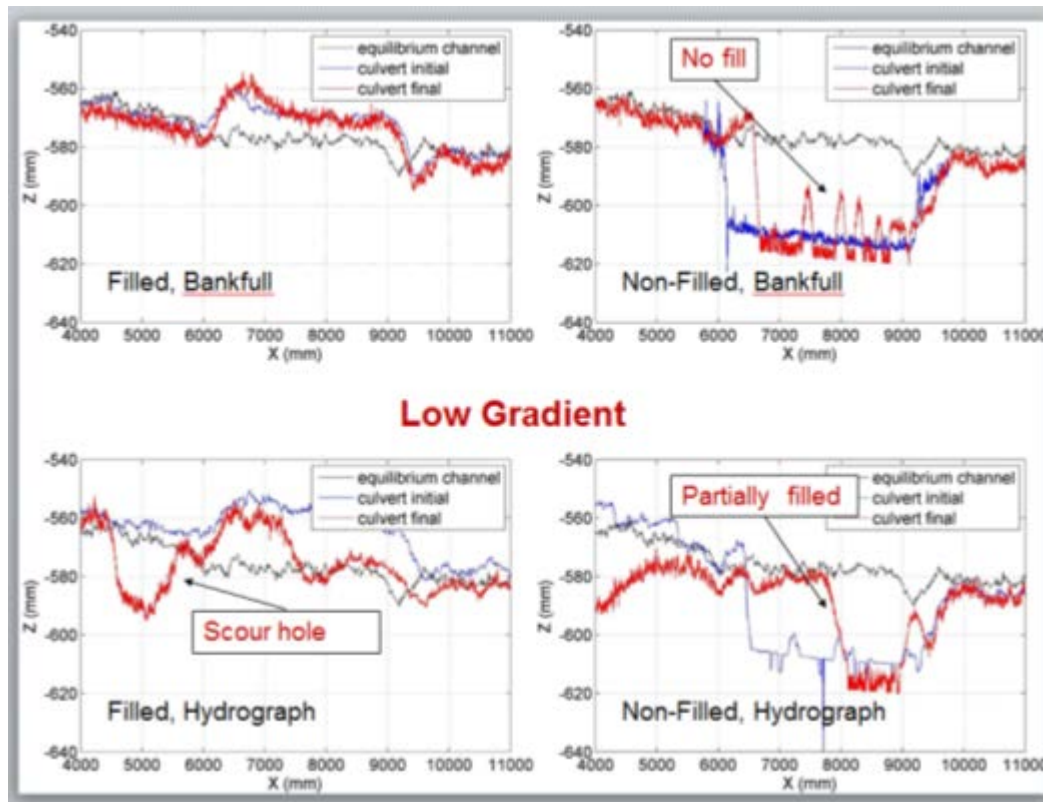 -540
-560
-580
-600
-620
-640
Z (mm)
4000 5000 6000 7000 8000 9000 10000 11000
X (mm)
equilibrium channel
culvert initial
culvert final
Filled, Bankfull
-540
-560
-580
-600
-620
-640
Z (mm)
4000 5000 6000 7000 8000 9000 10000 11000
X (mm)
equilibrium channel
culvert initial
culvert final
No fill
Non-Filled, Bankfull
Low Gradient
-540
-560
-580
-600
-620
-640
Z (mm)
4000 5000 6000 7000 8000 9000 10000 11000
X (mm)
equilibrium channel
culvert initial
culvert final
Scour hole
Filled, Hydrograph
-540
-560
-580
-600
-620
-640
Z (mm)
4000 5000 6000 7000 8000 9000 10000 11000
X (mm)
equilibrium channel
culvert initial
culvert final
Partially filled
Non-Filled, Hydrograph